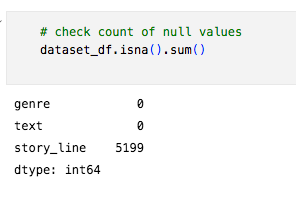 # check count of null values
dataset_df.isna().sum()
genre 0
text 0
story_line 5199
dtype: int64